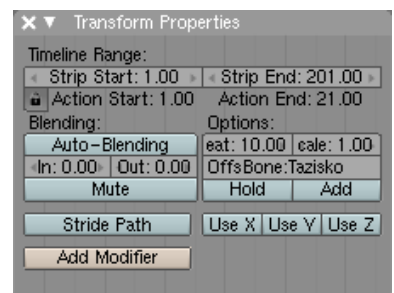 Transform Properties
Timeline Range:
Strip Start: 1.00 Strip End: 201.00
Action Start: 1.00 Action End: 21.00
Blending: Options:
Auto-Blending eat: 10.00 cale: 1.00
In: 0.00 Out: 0.00 OffsBone:Tazisko
Mute Hold Add
Stride Path Use X Use Y Use Z
Add Modifier